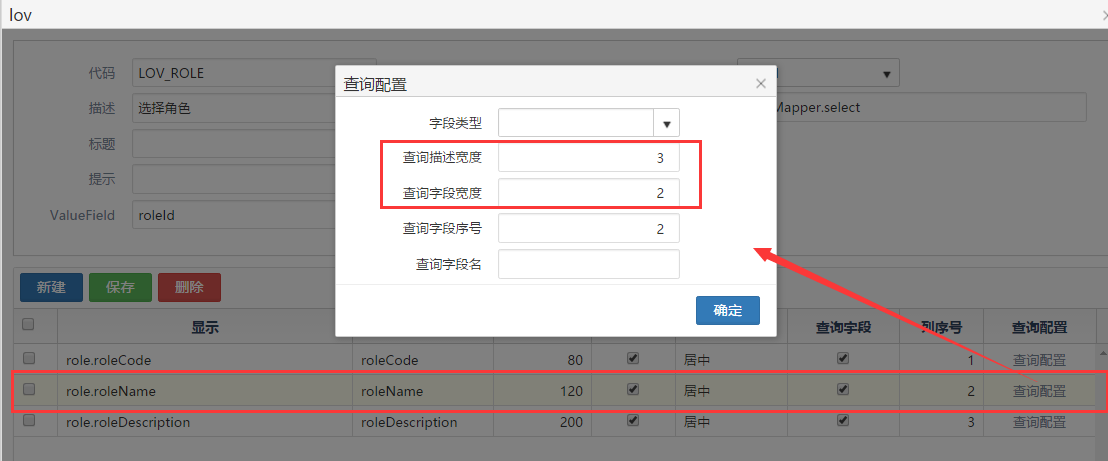 lov
代码 LOV_ROLE
描述 选择角色 Mapper.select
标题
提示
ValueField roleId
查询配置 ×
字段类型
查询描述宽度 3
查询字段宽度 2
查询字段序号 2
查询字段名
确定
新建 保存 删除
显示 查询字段 列序号 查询配置
role.roleCode roleCode 80 居中 1 查询配置
role.roleName roleName 120 居中 2 查询配置
role.roleDescription roleDescription 200 居中 3 查询配置